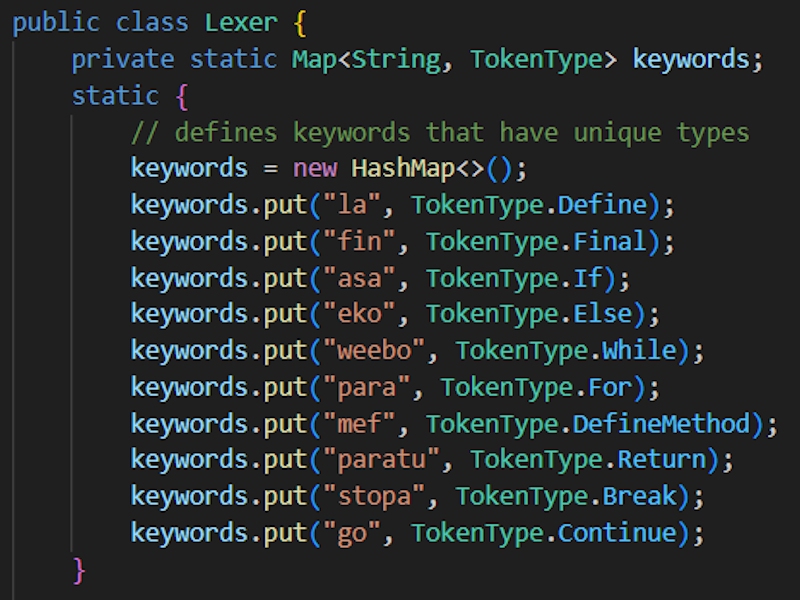 public class Lexer {
private static Map<String, TokenType> keywords;
static {
// defines keywords that have unique types
keywords = new HashMap<>();
keywords.put("la", TokenType.Define);
keywords.put("fin", TokenType.Final);
keywords.put("asa", TokenType.If);
keywords.put("eko", TokenType.Else);
keywords.put("weebo", TokenType.While);
keywords.put("para", TokenType.For);
keywords.put("mef", TokenType.DefineMethod);
keywords.put("paratu", TokenType.Return);
keywords.put("stopa", TokenType.Break);
keywords.put("go", TokenType.Continue);
}